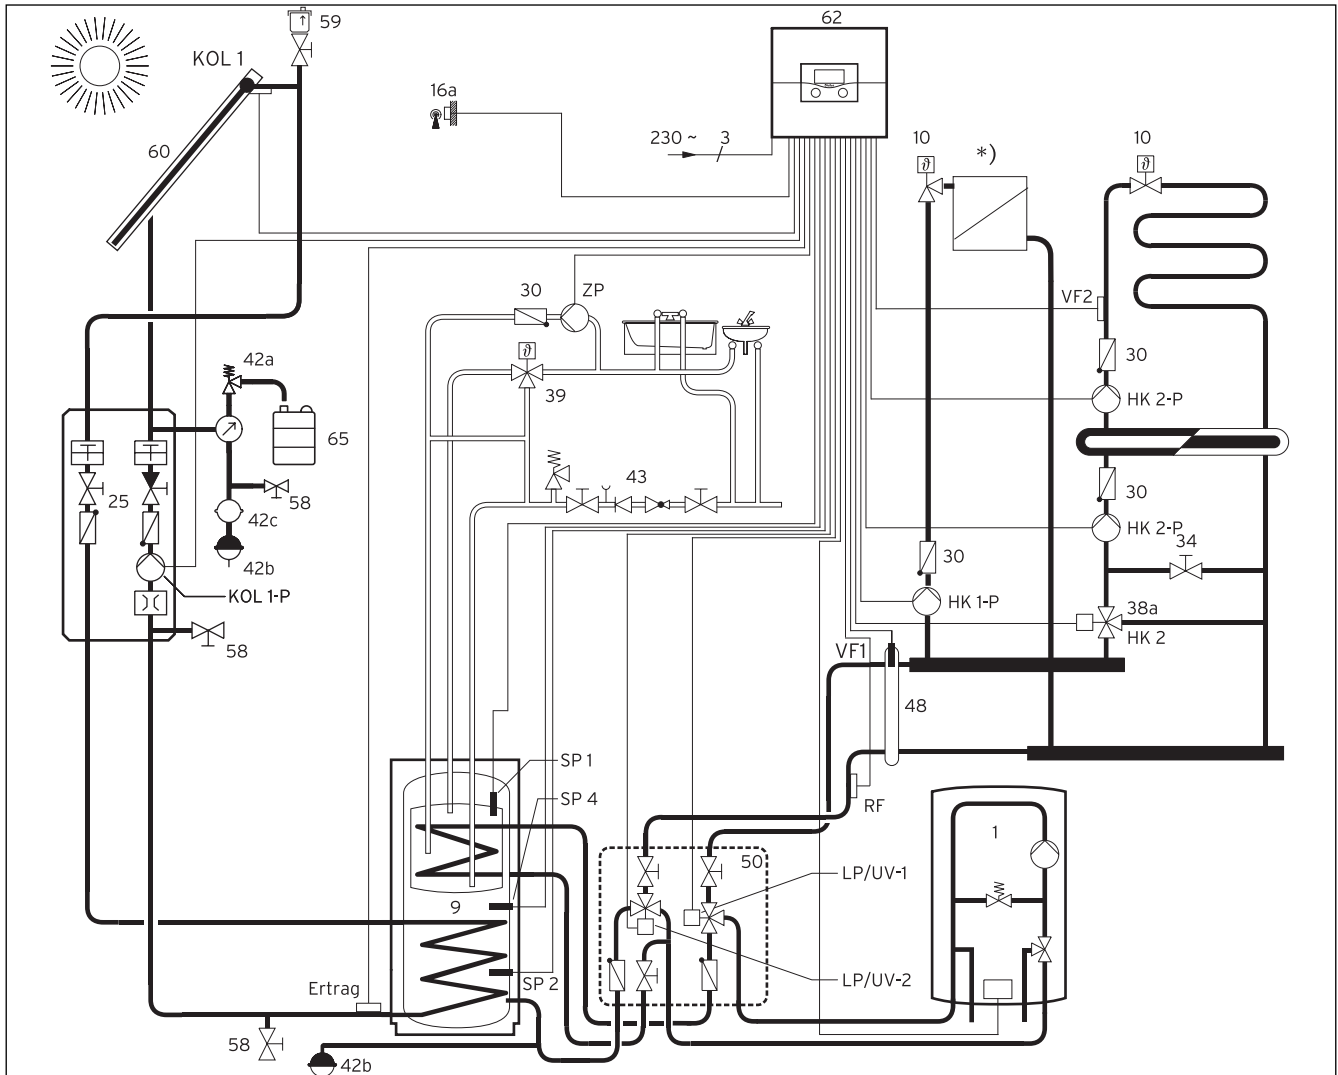 59
62
KOL 1
16a
60
230 ~ 3
10
*)
10
ϑ
ϑ
30
ZP
VF2
ϑ
42a
30
39
HK 2-P
65
43
25
58
30
42c
HK 2-P
34
42b
30
KOL 1-P
HK 1-P
38a
HK 2
58
VF1
48
SP 1
SP 4
RF
1
50
LP/UV-1
9
SP 2
LP/UV-2
Ertrag
58
42b